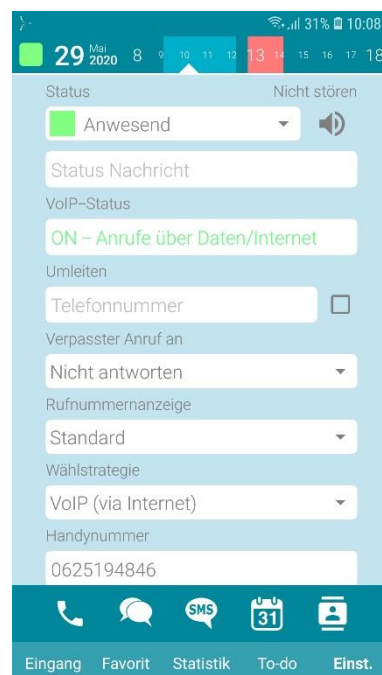 31% 10:08
29 Mai 2020 8 9 10 11 12 13 14 15 16 17 18
Status Nicht stören
Anwesend
Status Nachricht
VoIP-Status
ON – Anrufe über Daten/Internet
Umleiten
Telefonnummer
Verpasster Anruf an
Nicht antworten
Rufnummernanzeige
Standard
Wählstrategie
VoIP (via Internet)
Handynummer
0625194846
SMS 31
Eingang Favorit Statistik To-do Einst.